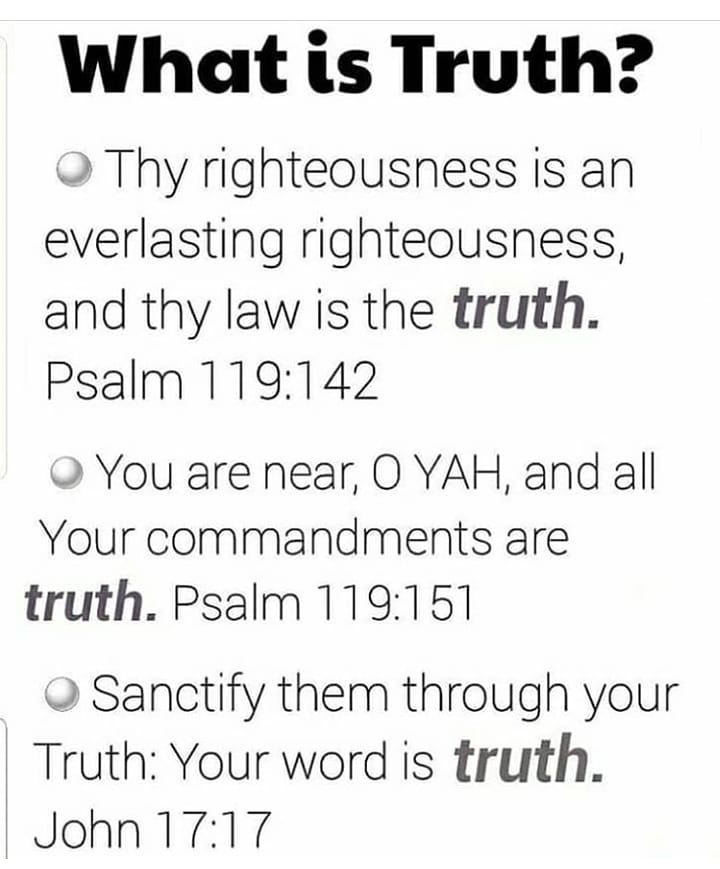 What is Truth?
Thy righteousness is an
everlasting righteousness,
and thy law is the truth.
Psalm 119:142
You are near, O YAH, and all
Your commandments are
truth. Psalm 119:151
Sanctify them through your
Truth: Your word is truth.
John 17:17